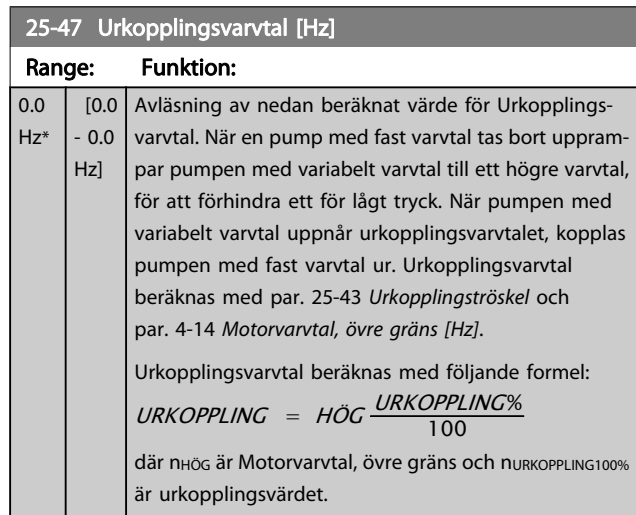 25-47 Urkopplingsvarvtal [Hz]
Range: Funktion:
0.0 [0.0 Avläsning av nedan beräknat värde för Urkopplings-
Hz* - 0.0 varvtal. När en pump med fast varvtal tas bort uppram-
Hz] par pumpen med variabelt varvtal till ett högre varvtal,
för att förhindra ett för lågt tryck. När pumpen med
variabelt varvtal uppnår urkopplingsvarvtalet, kopplas
pumpen med fast varvtal ur. Urkopplingsvarvtal
beräknas med par. 25-43 Urkopplingströskel och
par. 4-14 Motorvarvtal, övre gräns [Hz].
Urkopplingsvarvtal beräknas med följande formel:
URKOPPLING = HÖG URKOPPLING%
100
där nHÖG är Motorvarvtal, övre gräns och nURKOPPLING100%
är urkopplingsvärdet.